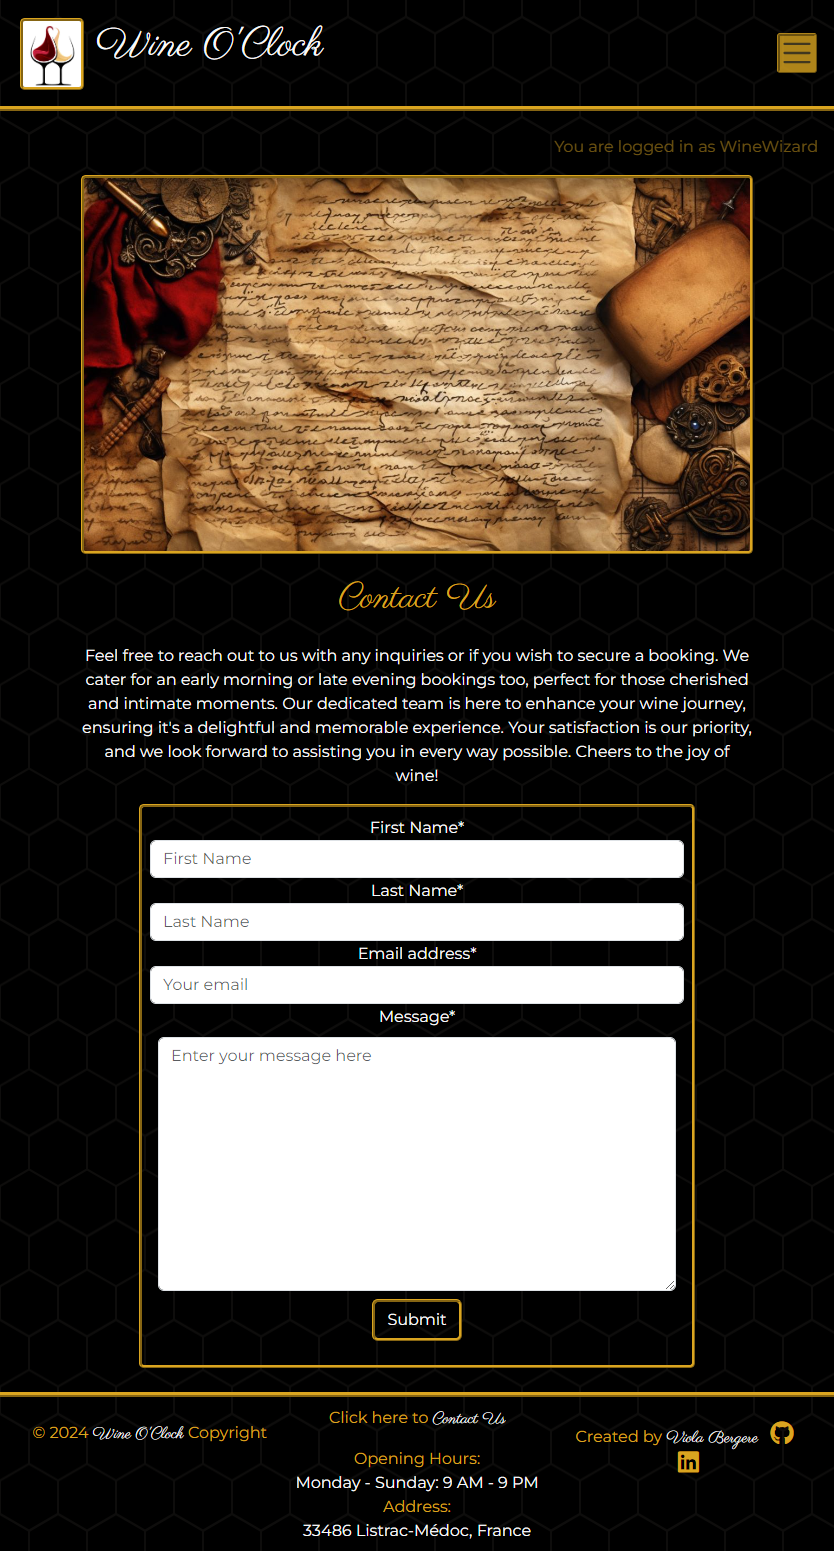 Wine O'Clock
You are logged in as WineWizard
Contact Us
Feel free to reach out to us with any inquiries or if you wish to secure a booking. We
cater for an early morning or late evening bookings too, perfect for those cherished
and intimate moments. Our dedicated team is here to enhance your wine journey,
ensuring it's a delightful and memorable experience. Your satisfaction is our priority,
and we look forward to assisting you in every way possible. Cheers to the joy of
wine!
First Name*
First Name
Last Name*
Last Name
Email address*
Your email
Message*
Enter your message here
Submit
© 2024 Wine O'Clock Copyright
Click here to Contact Us
Opening Hours:
Monday - Sunday: 9 AM - 9 PM
Address:
33486 Listrac-Médoc, France
Created by Viola Bergere